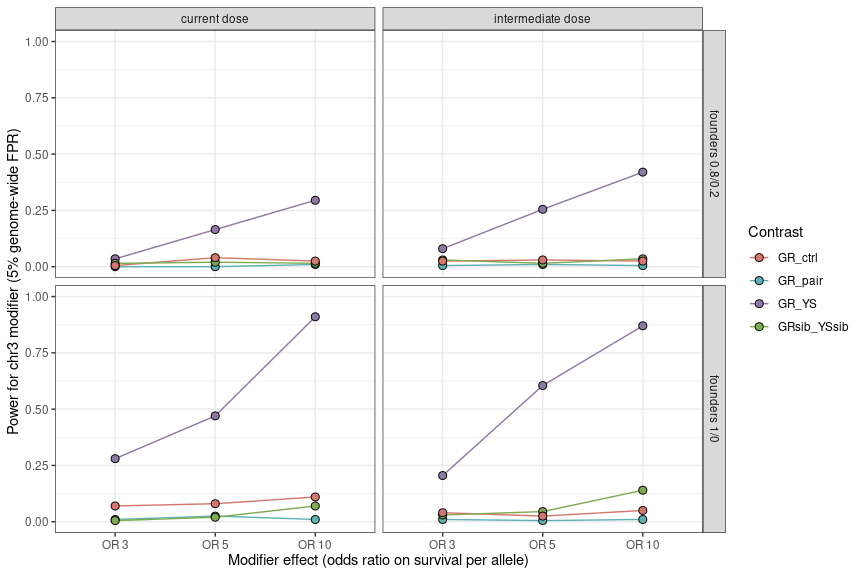 current dose
intermediate dose
Power for chr3 modifier (5% genome-wide FPR)
1.00
0.75
0.50
0.25
0.00
founders 0.8/0.2
1.00
0.75
0.50
0.25
0.00
founders 1/0
OR 3
OR 5
OR 10
OR 3
OR 5
OR 10
Modifier effect (odds ratio on survival per allele)
Contrast
GR_ctrl
GR_pair
GR_YS
GRsib_YSsib